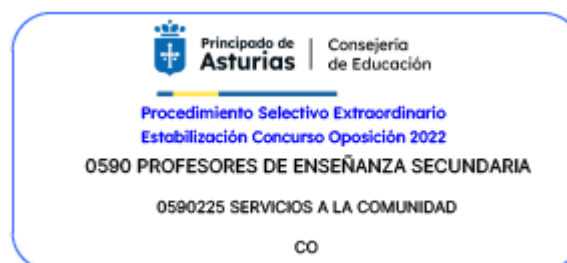 Principado de Asturias | Consejería de Educación
Procedimiento Selectivo Extraordinario
Estabilización Concurso Oposición 2022
0590 PROFESORES DE ENSEÑANZA SECUNDARIA
0590225 SERVICIOS A LA COMUNIDAD
CO